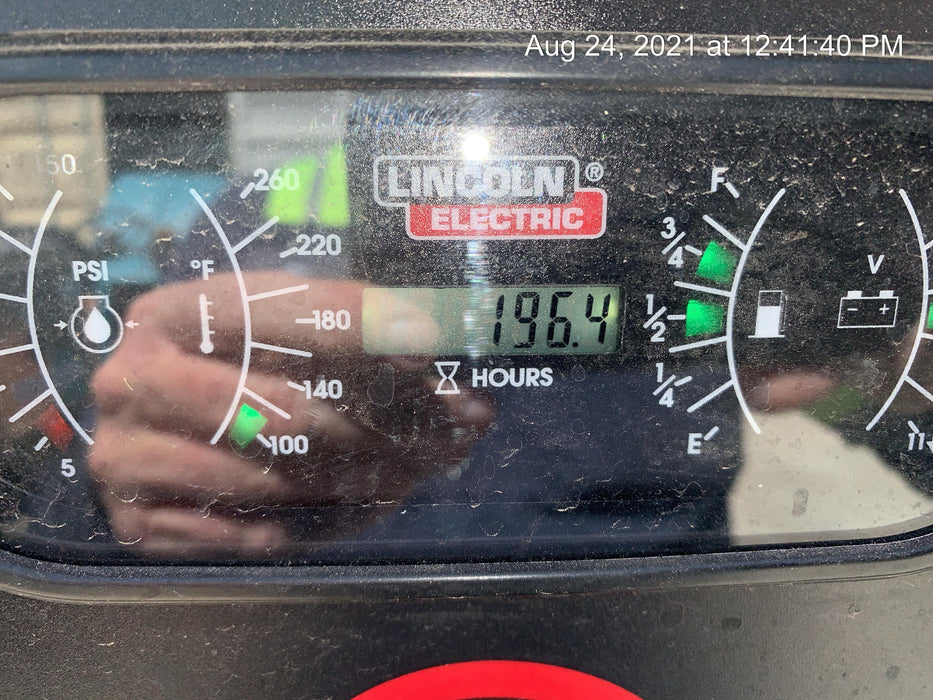 Aug 24, 2021 at 12:41:40 PM
LINCOLN®
ELECTRIC
150
PSI
5
°F
260
220
180
140
100
196.4
HOURS
F
3/4
1/2
1/4
E
V
- +
11